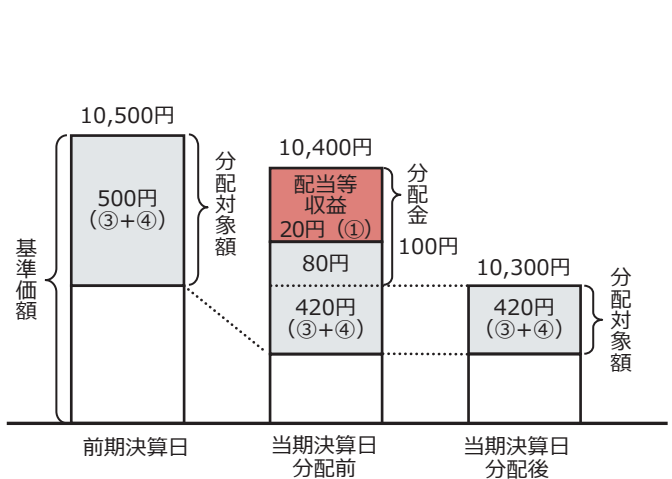 10,500円
500円
（③＋④）
分配対象額
基準価額
10,400円
配当等
収益
20円（①）
80円
420円
（③＋④）
分配金
100円
10,300円
420円
（③＋④）
分配対象額
前期決算日
当期決算日
分配前
当期決算日
分配後